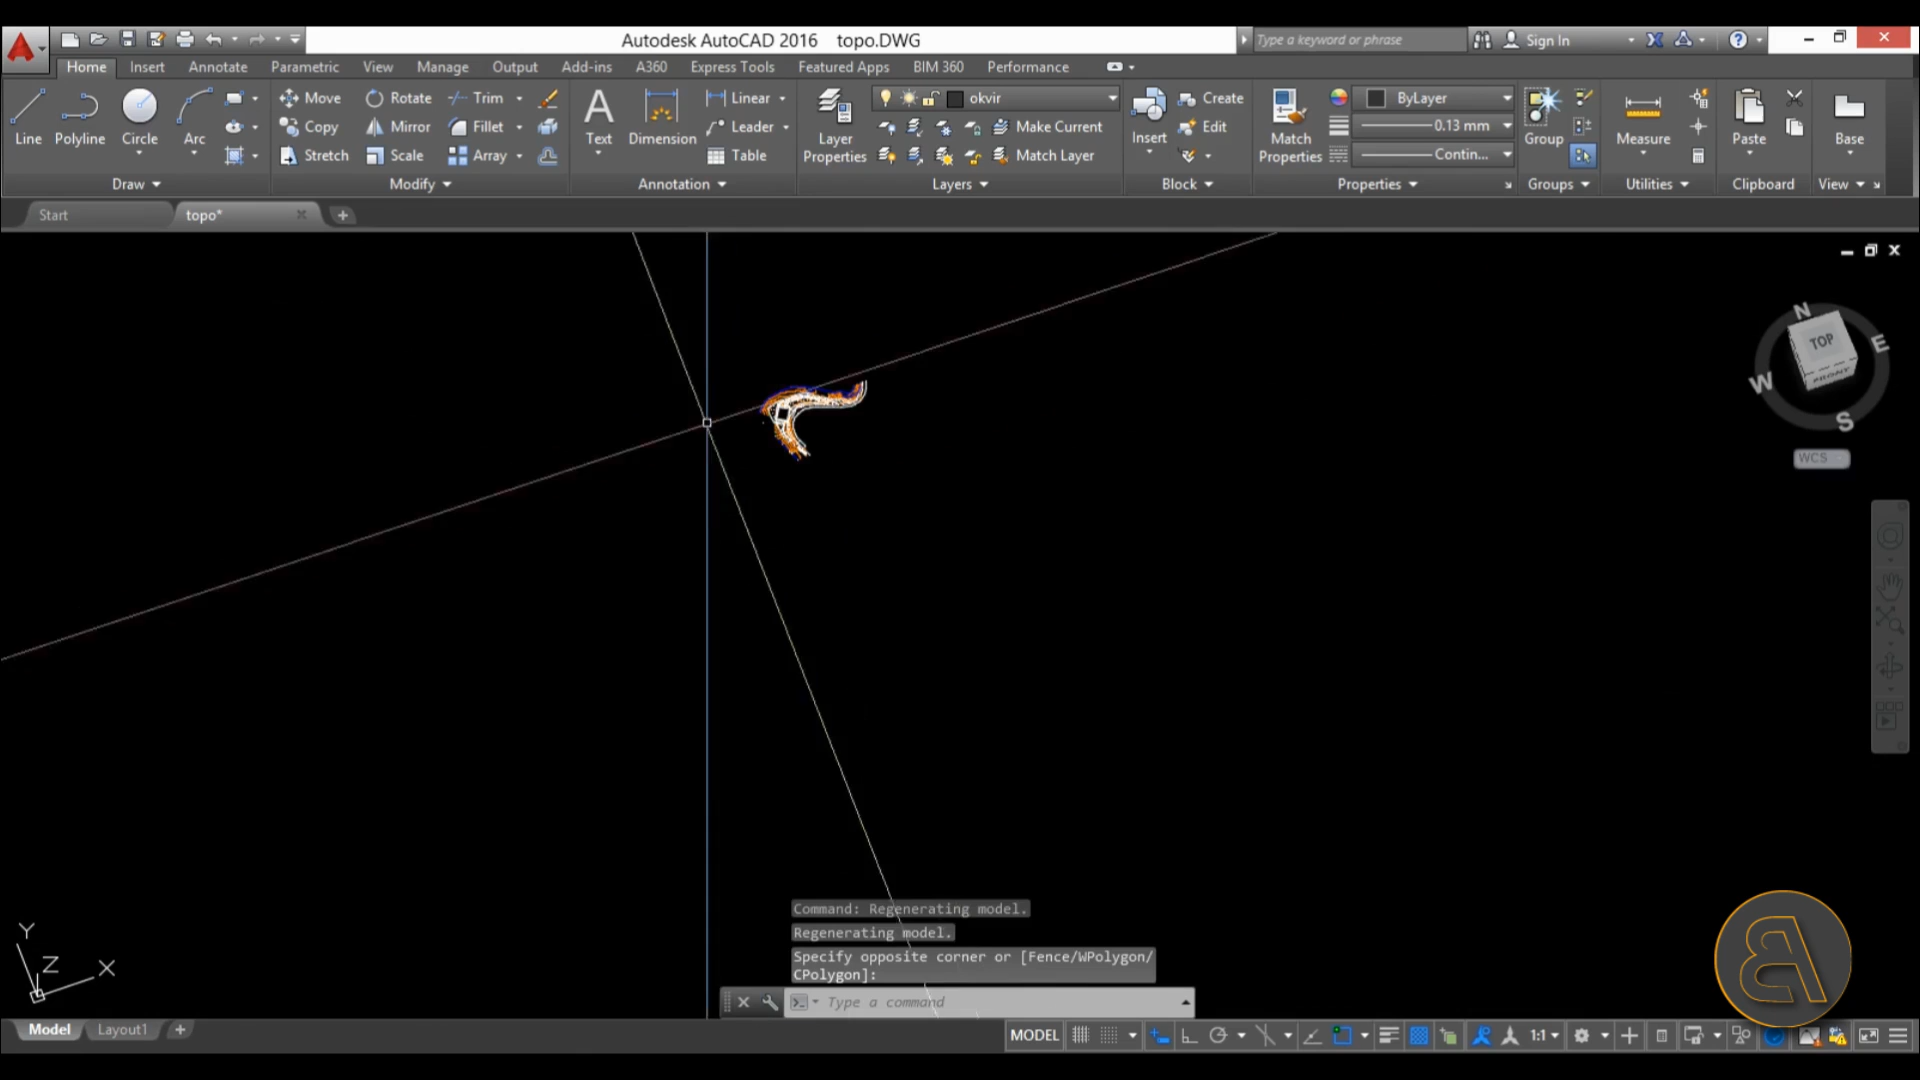 Autodesk AutoCAD 2016 topo.DWG
Type a keyword or phrase
Sign In
Home Insert Annotate Parametric View Manage Output Add-ins A360 Express Tools Featured Apps BIM 360 Performance
Line Polyline Circle Arc
Move Rotate Trim
Copy Mirror Fillet
Stretch Scale Array
Text Dimension
Linear
Leader
Table
Layer Properties
okvir
Make Current
Match Layer
Insert
Create
Edit
Match Properties
ByLayer
0.13 mm
Contin...
Group
Measure
Paste
Base
Draw Modify Annotation Layers Block Properties Groups Utilities Clipboard View
Start topo*
N
TOP
E
W
FRONT
S
WCS
Command: Regenerating model.
Regenerating model.
Specify opposite corner or [Fence/WPolygon/
CPolygon]:
Type a command
Y
Z X
Model Layout1
MODEL 1:1